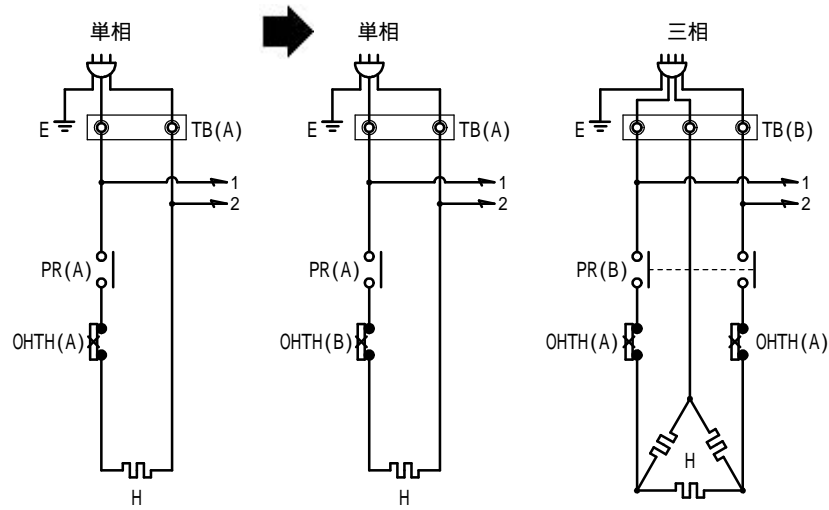 単相
単相
三相
E
TB(A)
E
TB(A)
E
TB(B)
1
2
1
2
1
2
PR(A)
PR(A)
PR(B)
OHTH(A)
OHTH(B)
OHTH(A)
OHTH(A)
H
H
H